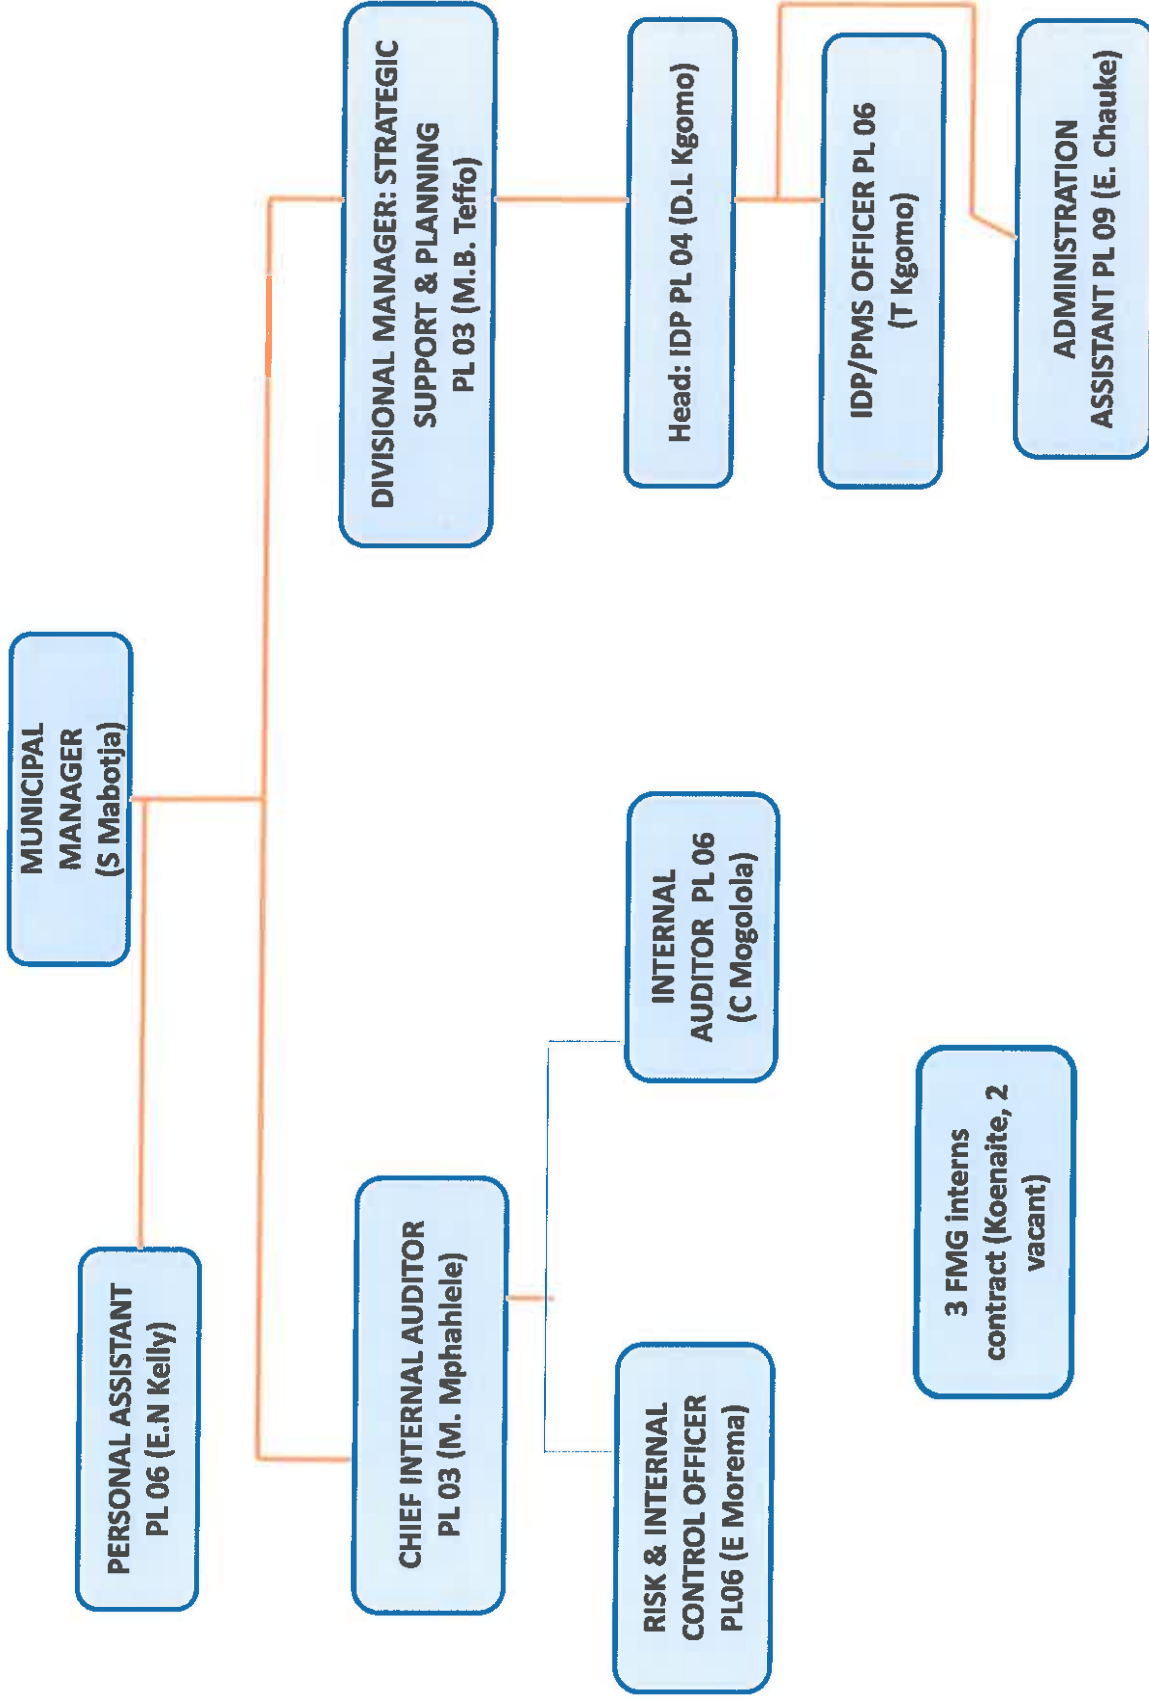 MUNICIPAL
MANAGER
(S Mabotja)
PERSONAL ASSISTANT
PL 06 (E.N Kelly)
CHIEF INTERNAL AUDITOR
PL 03 (M. Mphahlele)
DIVISIONAL MANAGER: STRATEGIC
SUPPORT & PLANNING
PL 03 (M.B. Teffo)
RISK & INTERNAL
CONTROL OFFICER
PL06 (E Morema)
INTERNAL
AUDITOR PL 06
(C Mogolola)
Head: IDP PL 04 (D.L Kgomo)
IDP/PMS OFFICER PL 06
(T Kgomo)
3 FMG interns
contract (Koenaite, 2
vacant)
ADMINISTRATION
ASSISTANT PL 09 (E. Chauke)